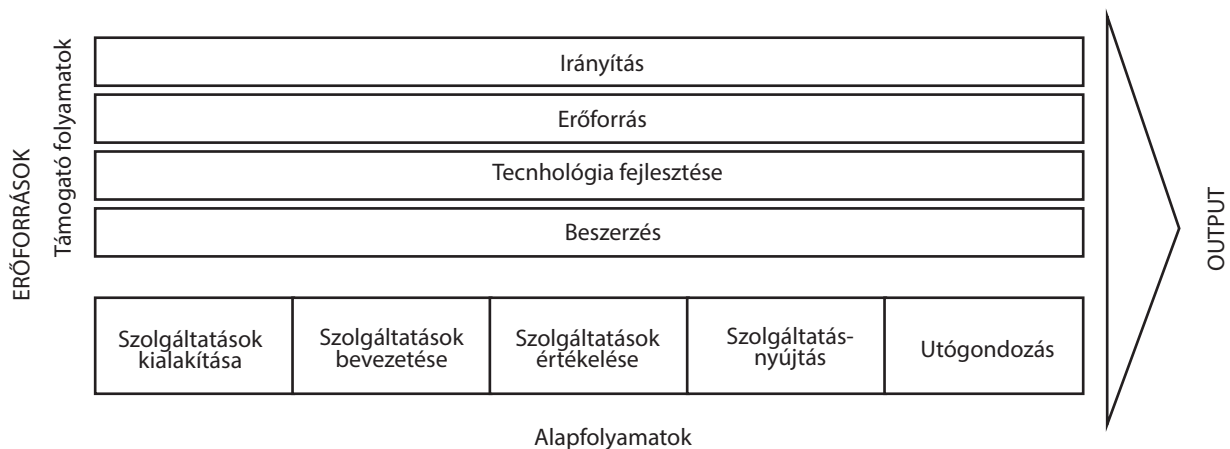 ERŐFORRÁSOK
Támogató folyamatok
Irányítás
Erőforrás
Tecnhológia fejlesztése
Beszerzés
Szolgáltatások
kialakítása
Szolgáltatások
bevezetése
Szolgáltatások
értékelése
Szolgáltatás-
nyújtás
Utógondozás
Alapfolyamatok
OUTPUT